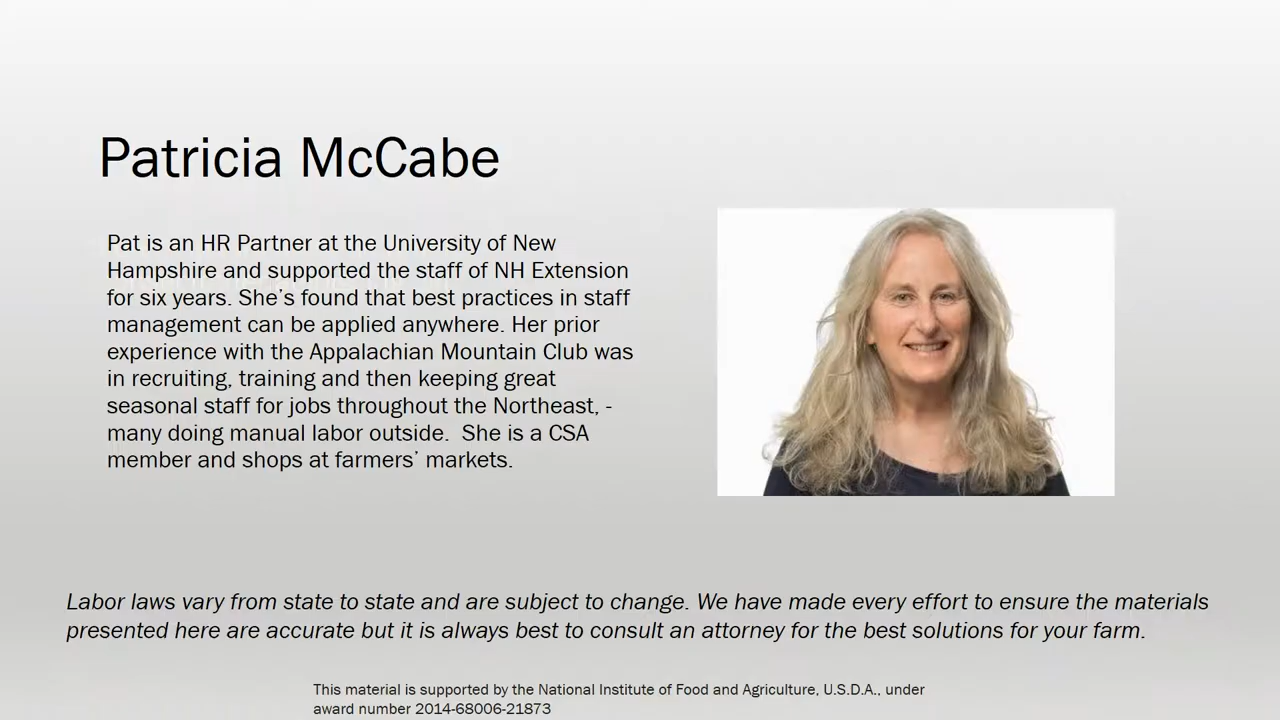 Patricia McCabe
Pat is an HR Partner at the University of New
Hampshire and supported the staff of NH Extension
for six years. She’s found that best practices in staff
management can be applied anywhere. Her prior
experience with the Appalachian Mountain Club was
in recruiting, training and then keeping great
seasonal staff for jobs throughout the Northeast, -
many doing manual labor outside.  She is a CSA
member and shops at farmers’ markets.
Labor laws vary from state to state and are subject to change. We have made every effort to ensure the materials
presented here are accurate but it is always best to consult an attorney for the best solutions for your farm.
This material is supported by the National Institute of Food and Agriculture, U.S.D.A., under
award number 2014-68006-21873